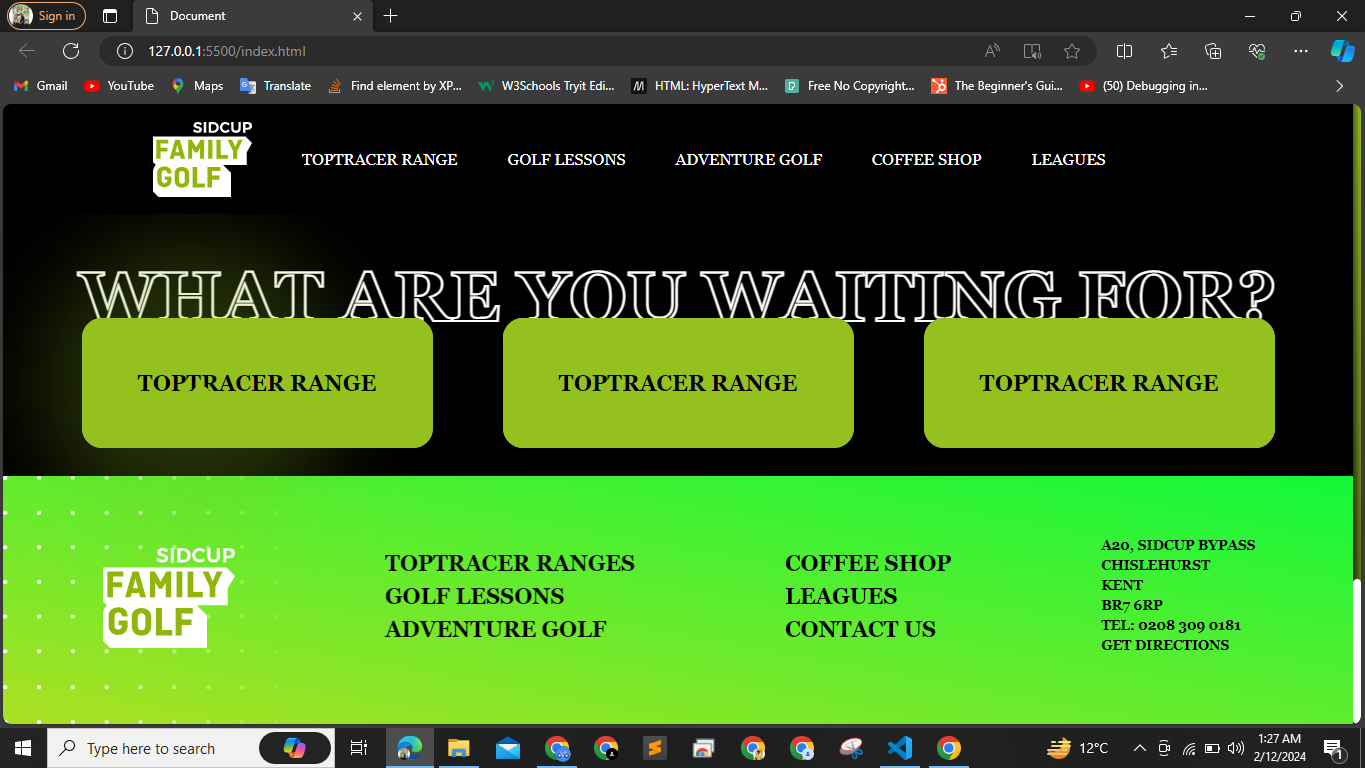 Sign in
Document
127.0.0.1:5500/index.html
Gmail
YouTube
Maps
Translate
Find element by XP...
W3Schools Tryit Edi...
HTML: HyperText M...
Free No Copyright...
The Beginner's Gui...
(50) Debugging in...
SIDCUP
FAMILY
GOLF
TOPTRACER RANGE
GOLF LESSONS
ADVENTURE GOLF
COFFEE SHOP
LEAGUES
WHAT ARE YOU WAITING FOR?
TOPTRACER RANGE
TOPTRACER RANGE
TOPTRACER RANGE
SIDCUP
FAMILY
GOLF
TOPTRACER RANGES
GOLF LESSONS
ADVENTURE GOLF
COFFEE SHOP
LEAGUES
CONTACT US
A20, SIDCUP BYPASS
CHISLEHURST
KENT
BR7 6RP
TEL: 0208 309 0181
GET DIRECTIONS
Type here to search
12°C
1:27 AM
2/12/2024
1